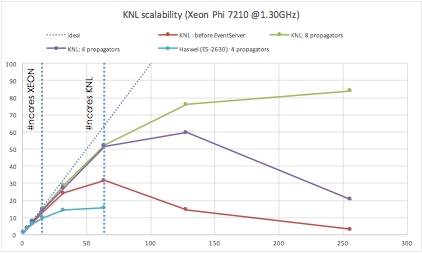 KNL scalability (Xeon Phi 7210 @1.30GHz)
ideal
KNL : before EventServer
KNL: 8 propagators
KNL: 4 propagators
Haswel (E5-2630): 4 propagators
100
90
80
70
60
50
40
30
20
10
0
#ncores XEON
#ncores KNL
0
50
100
150
200
250
300